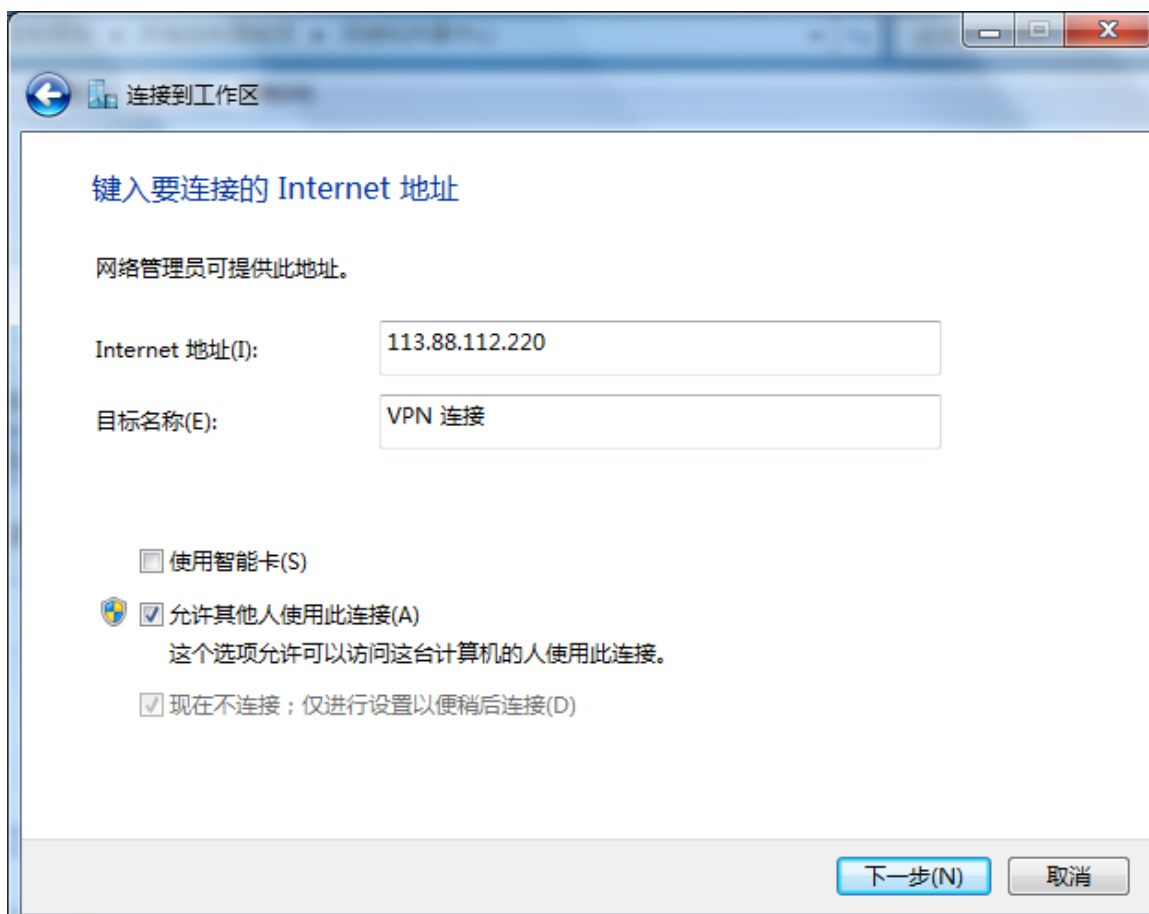 连接到工作区
键入要连接的 Internet 地址
网络管理员可提供此地址。
Internet 地址(I):
113.88.112.220
目标名称(E):
VPN 连接
使用智能卡(S)
允许其他人使用此连接(A)
这个选项允许可以访问这台计算机的人使用此连接。
现在不连接；仅进行设置以便稍后连接(D)
下一步(N)
取消